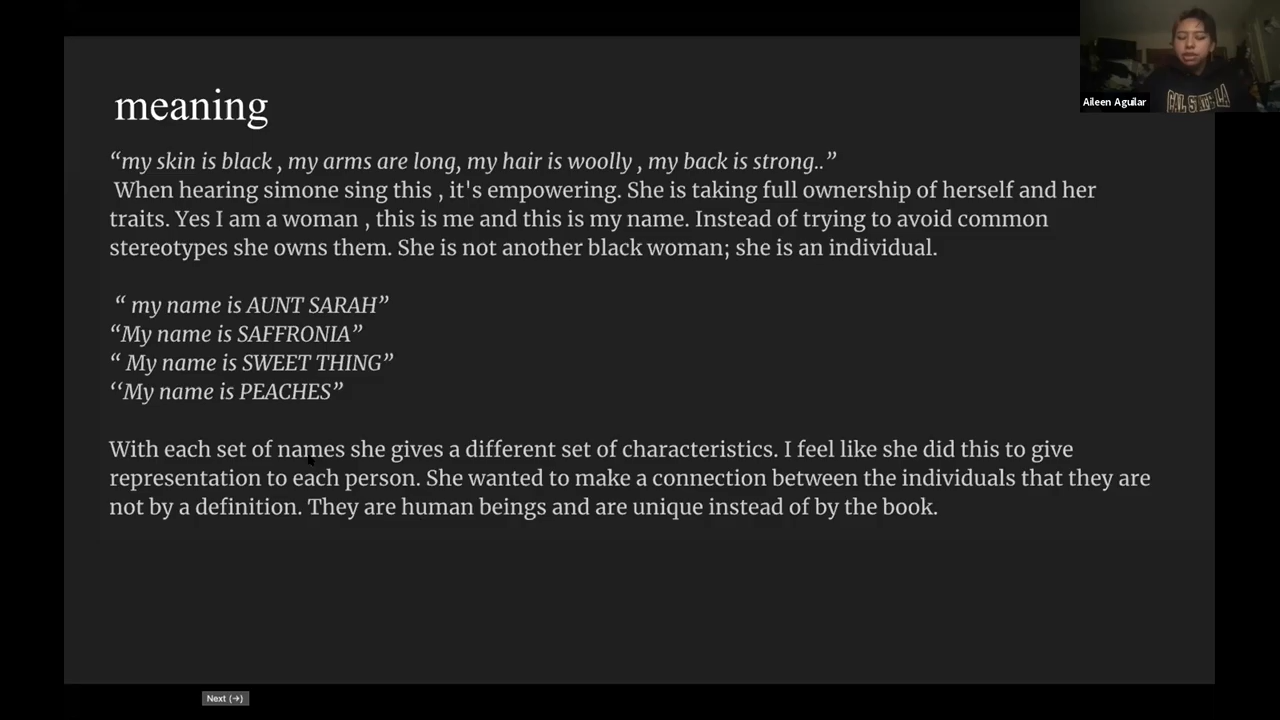 meaning
“my skin is black , my arms are long, my hair is woolly , my back is strong..”
When hearing simone sing this , it's empowering. She is taking full ownership of herself and her
traits. Yes I am a woman , this is me and this is my name. Instead of trying to avoid common
stereotypes she owns them. She is not another black woman; she is an individual.
“ my name is AUNT SARAH”
“My name is SAFFRONIA”
“ My name is SWEET THING”
‘‘My name is PEACHES”
With each set of names she gives a different set of characteristics. I feel like she did this to give
representation to each person. She wanted to make a connection between the individuals that they are
not by a definition. They are human beings and are unique instead of by the book.
Aileen Aguilar
CAL STATE LA
Next (→)